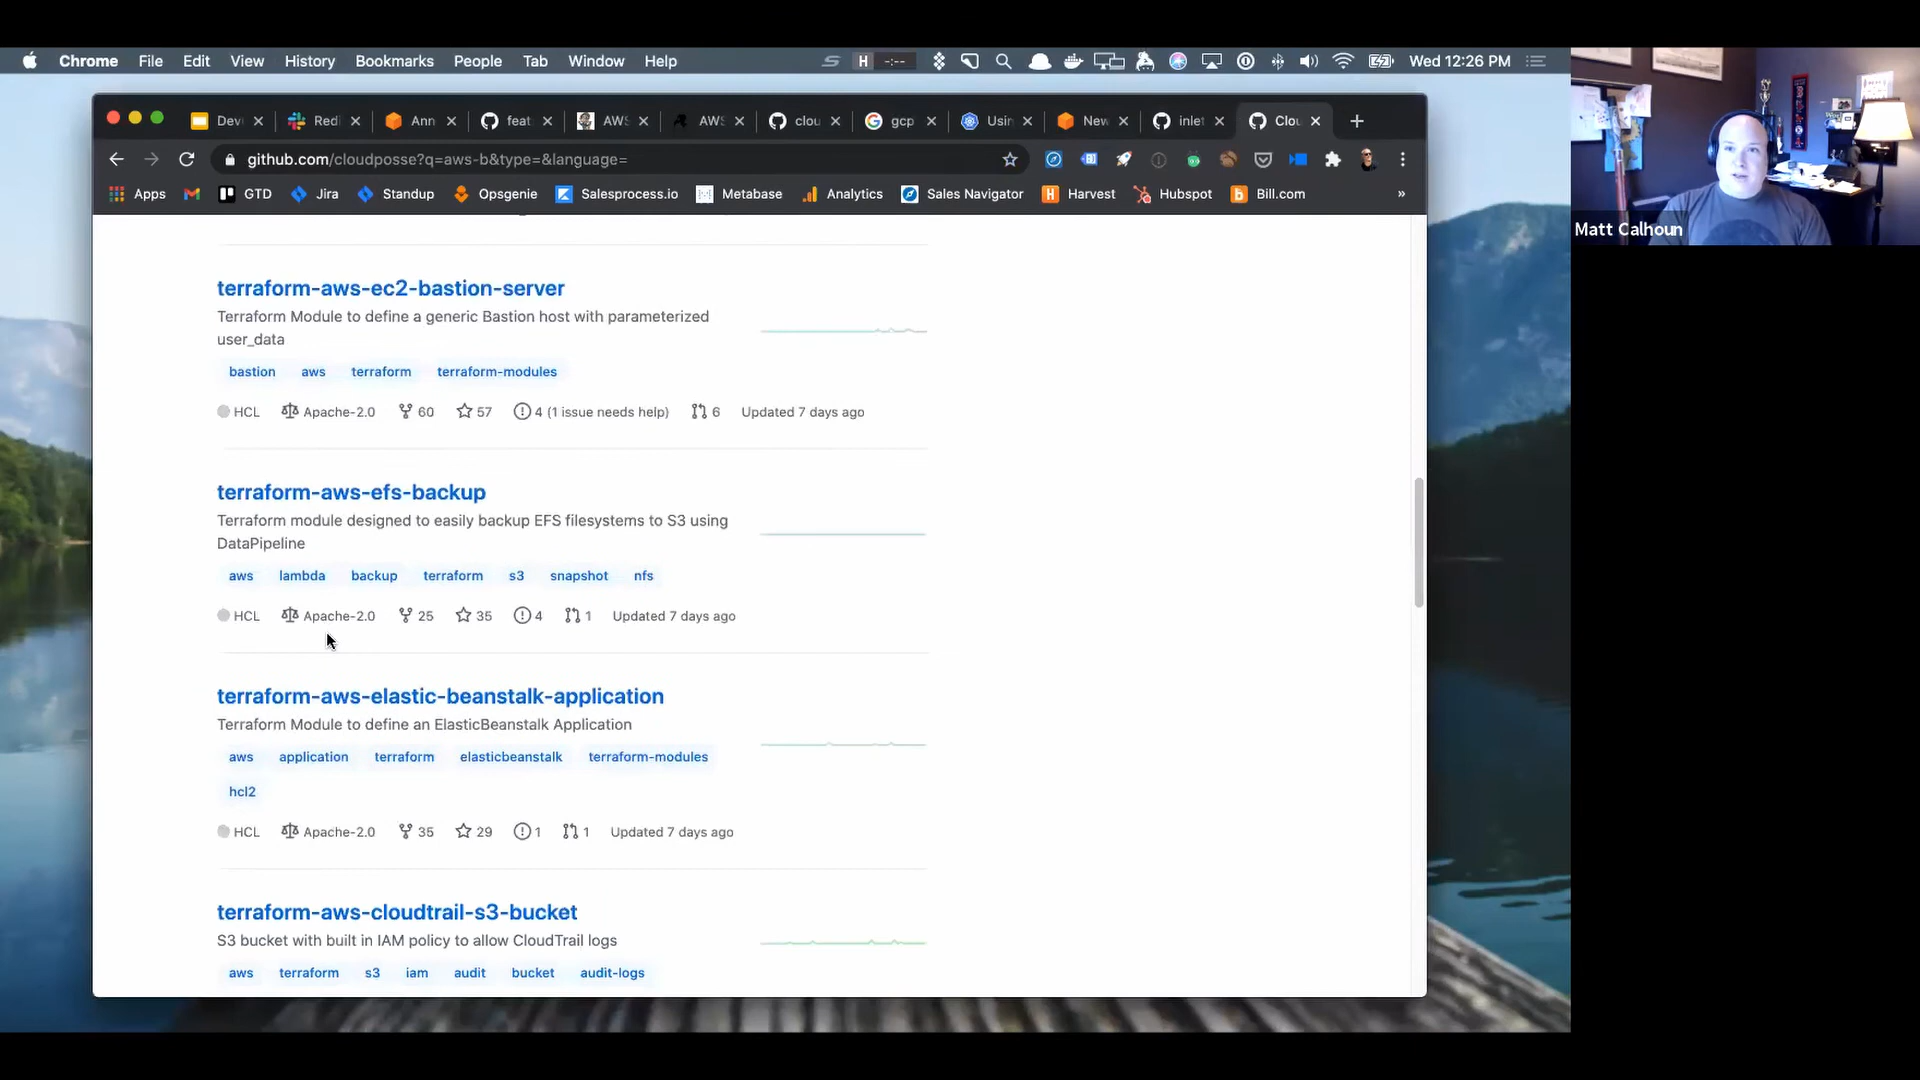 Chrome File Edit View History Bookmarks People Tab Window Help H -:-- Wed 12:26 PM
Dev Red Ann feat AWS AWS clou gcp Usin New inlet Clou
github.com/cloudposse?q=aws-b&type=&language=
Apps GTD Jira Standup Opsgenie Salesprocess.io Metabase Analytics Sales Navigator Harvest Hubspot Bill.com »
Matt Calhoun
terraform-aws-ec2-bastion-server
Terraform Module to define a generic Bastion host with parameterized
user_data
bastion aws terraform terraform-modules
HCL Apache-2.0 60 57 4 (1 issue needs help) 6 Updated 7 days ago
terraform-aws-efs-backup
Terraform module designed to easily backup EFS filesystems to S3 using
DataPipeline
aws lambda backup terraform s3 snapshot nfs
HCL Apache-2.0 25 35 4 1 Updated 7 days ago
terraform-aws-elastic-beanstalk-application
Terraform Module to define an ElasticBeanstalk Application
aws application terraform elasticbeanstalk terraform-modules
hcl2
HCL Apache-2.0 35 29 1 1 Updated 7 days ago
terraform-aws-cloudtrail-s3-bucket
S3 bucket with built in IAM policy to allow CloudTrail logs
aws terraform s3 iam audit bucket audit-logs